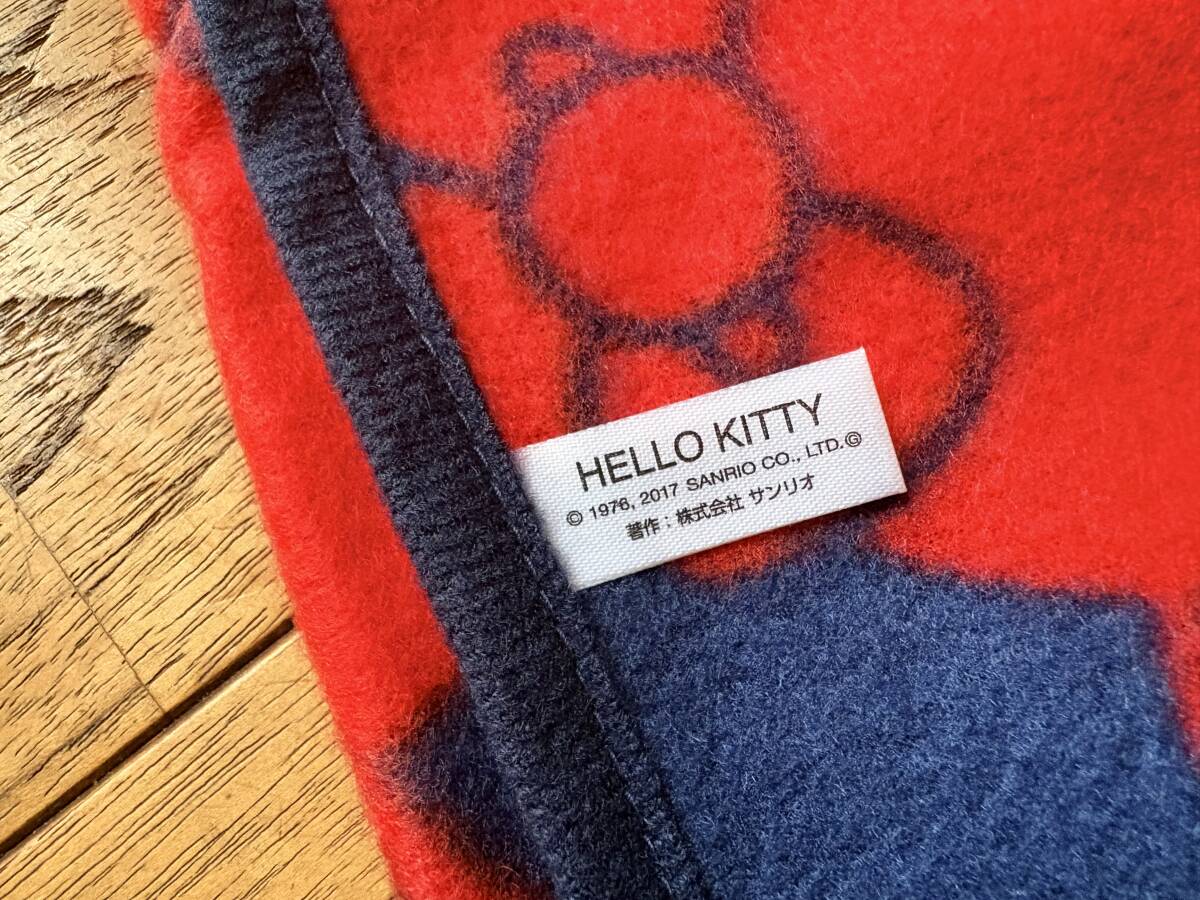 HELLO KITTY
© 1976, 2017 SANRIO CO., LTD. Ⓖ
著作：株式会社 サンリオ